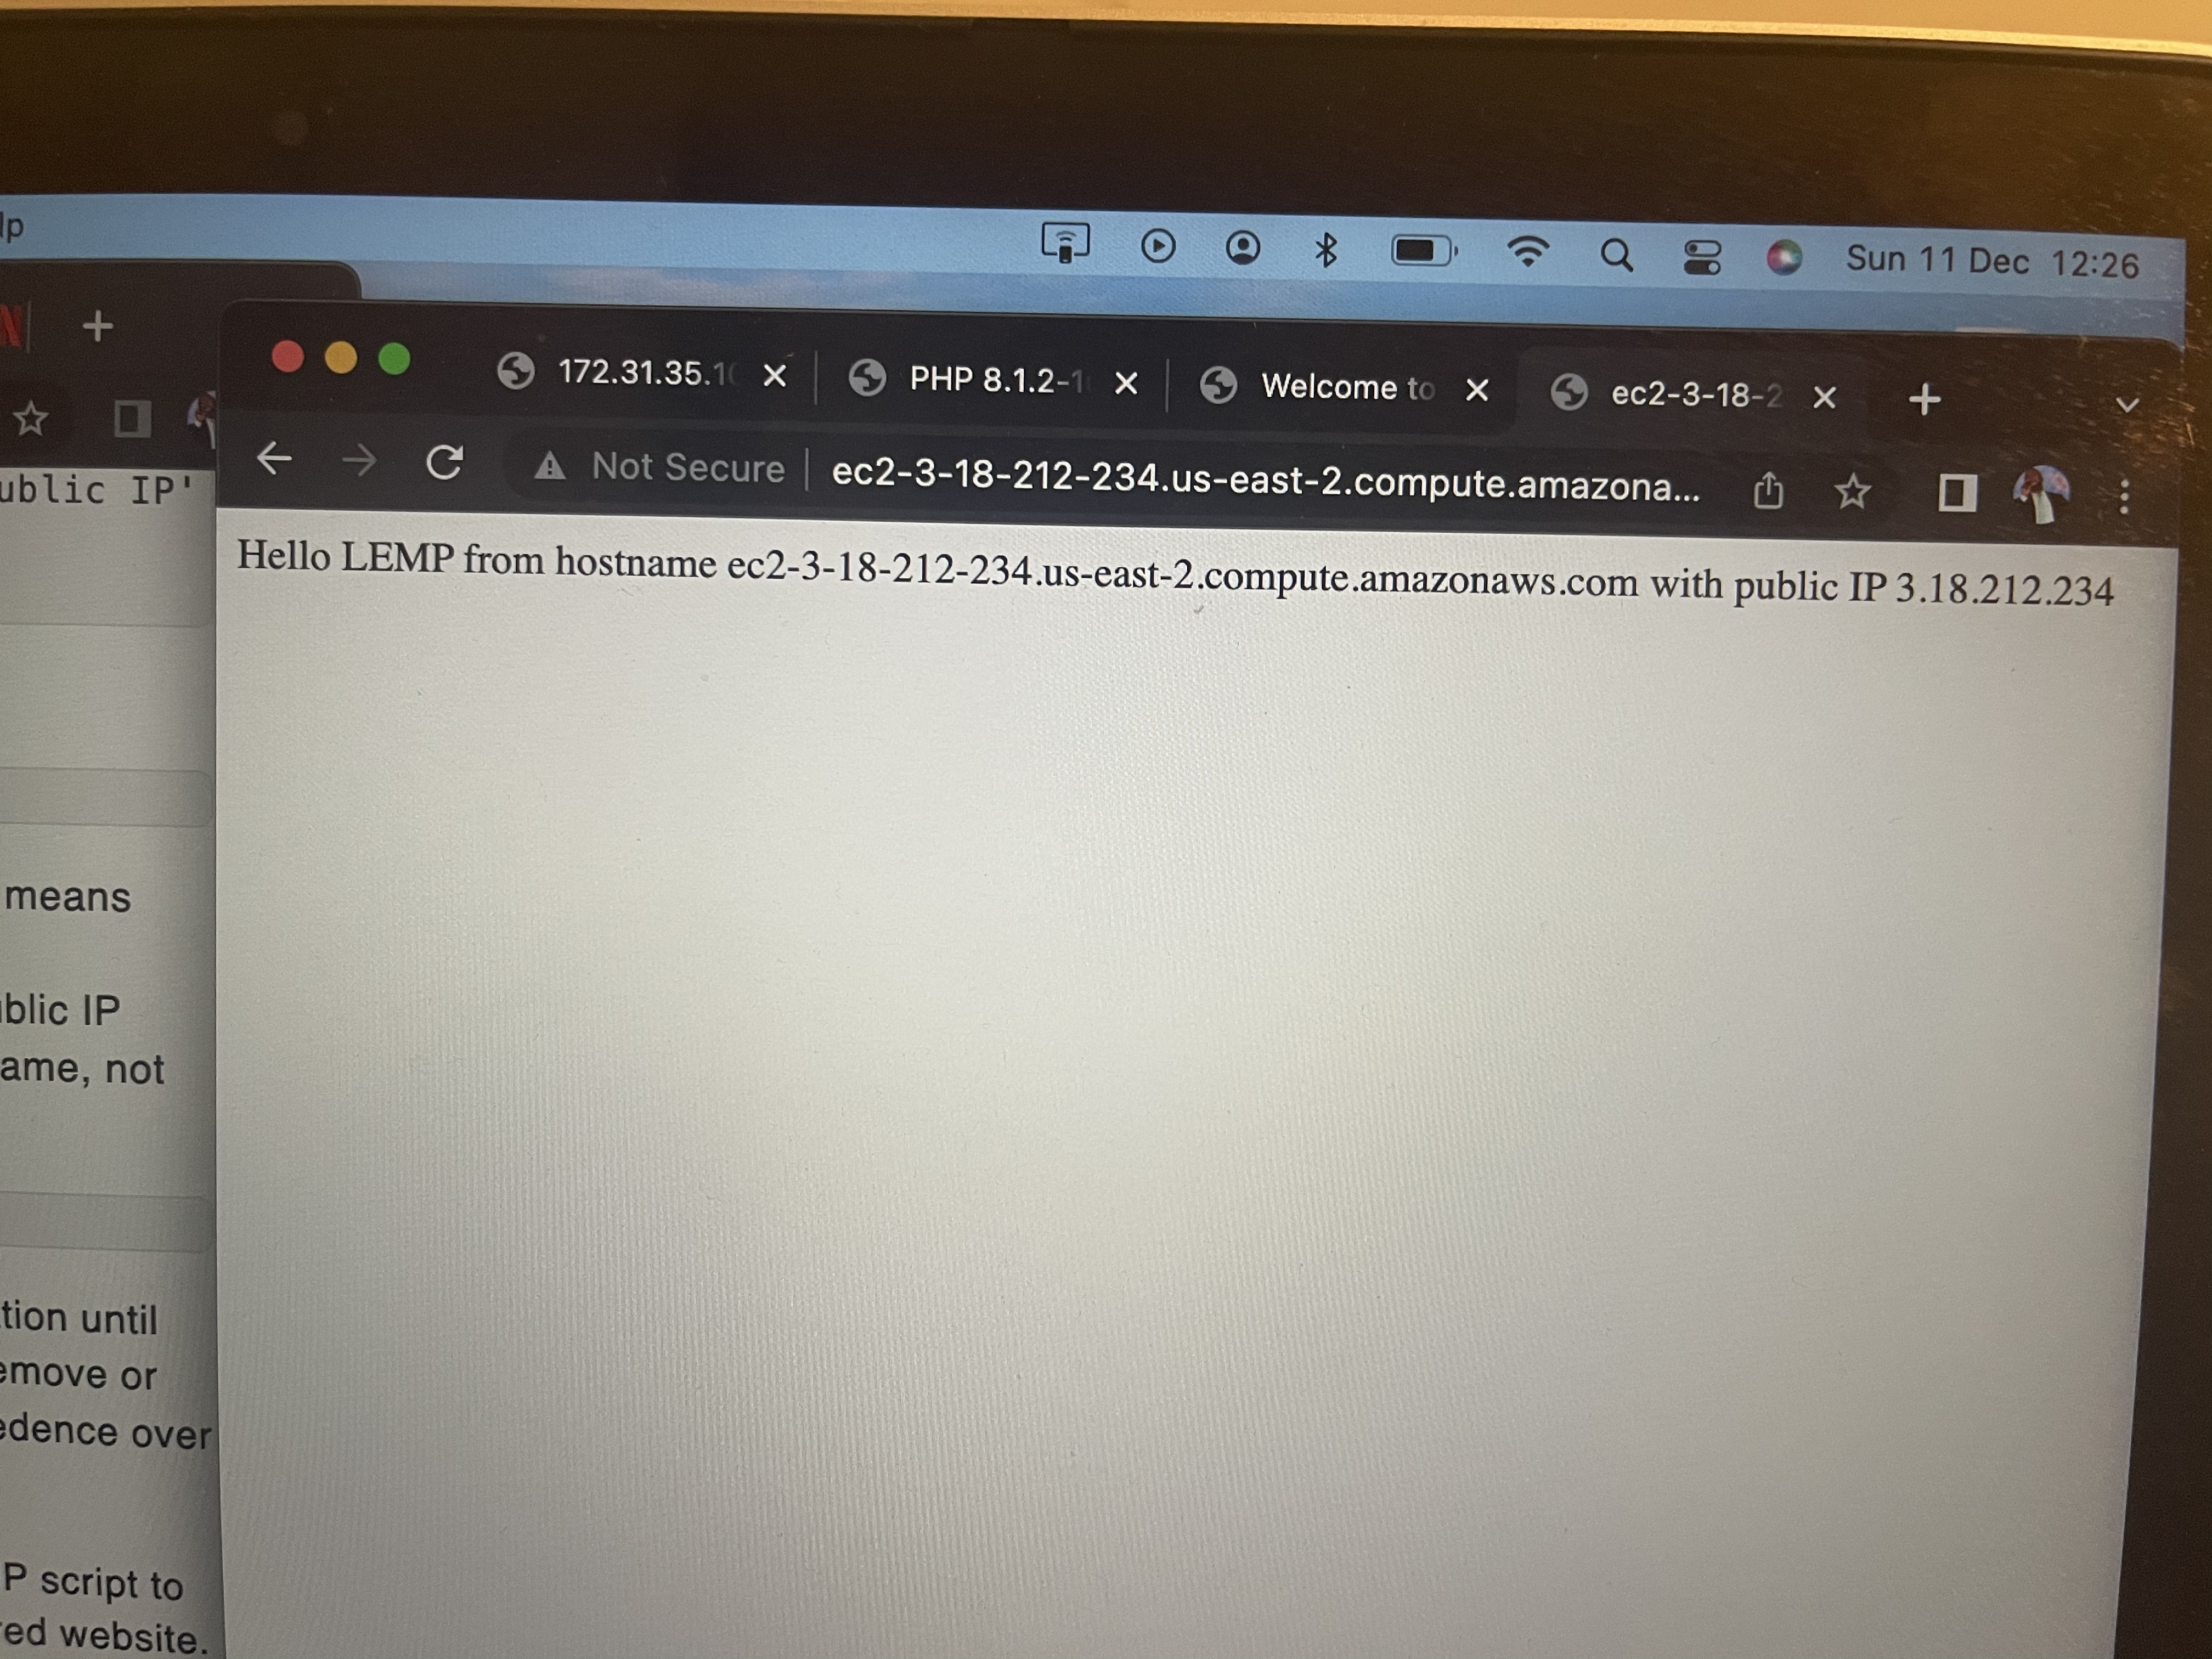 Sun 11 Dec 12:26
172.31.35.1
PHP 8.1.2-1
Welcome to
ec2-3-18-2
Not Secure
ec2-3-18-212-234.us-east-2.compute.amazona...
Hello LEMP from hostname ec2-3-18-212-234.us-east-2.compute.amazonaws.com with public IP 3.18.212.234
lp
N
ublic IP'
means
blic IP
ame, not
tion until
emove or
edence over
P script to
red website.